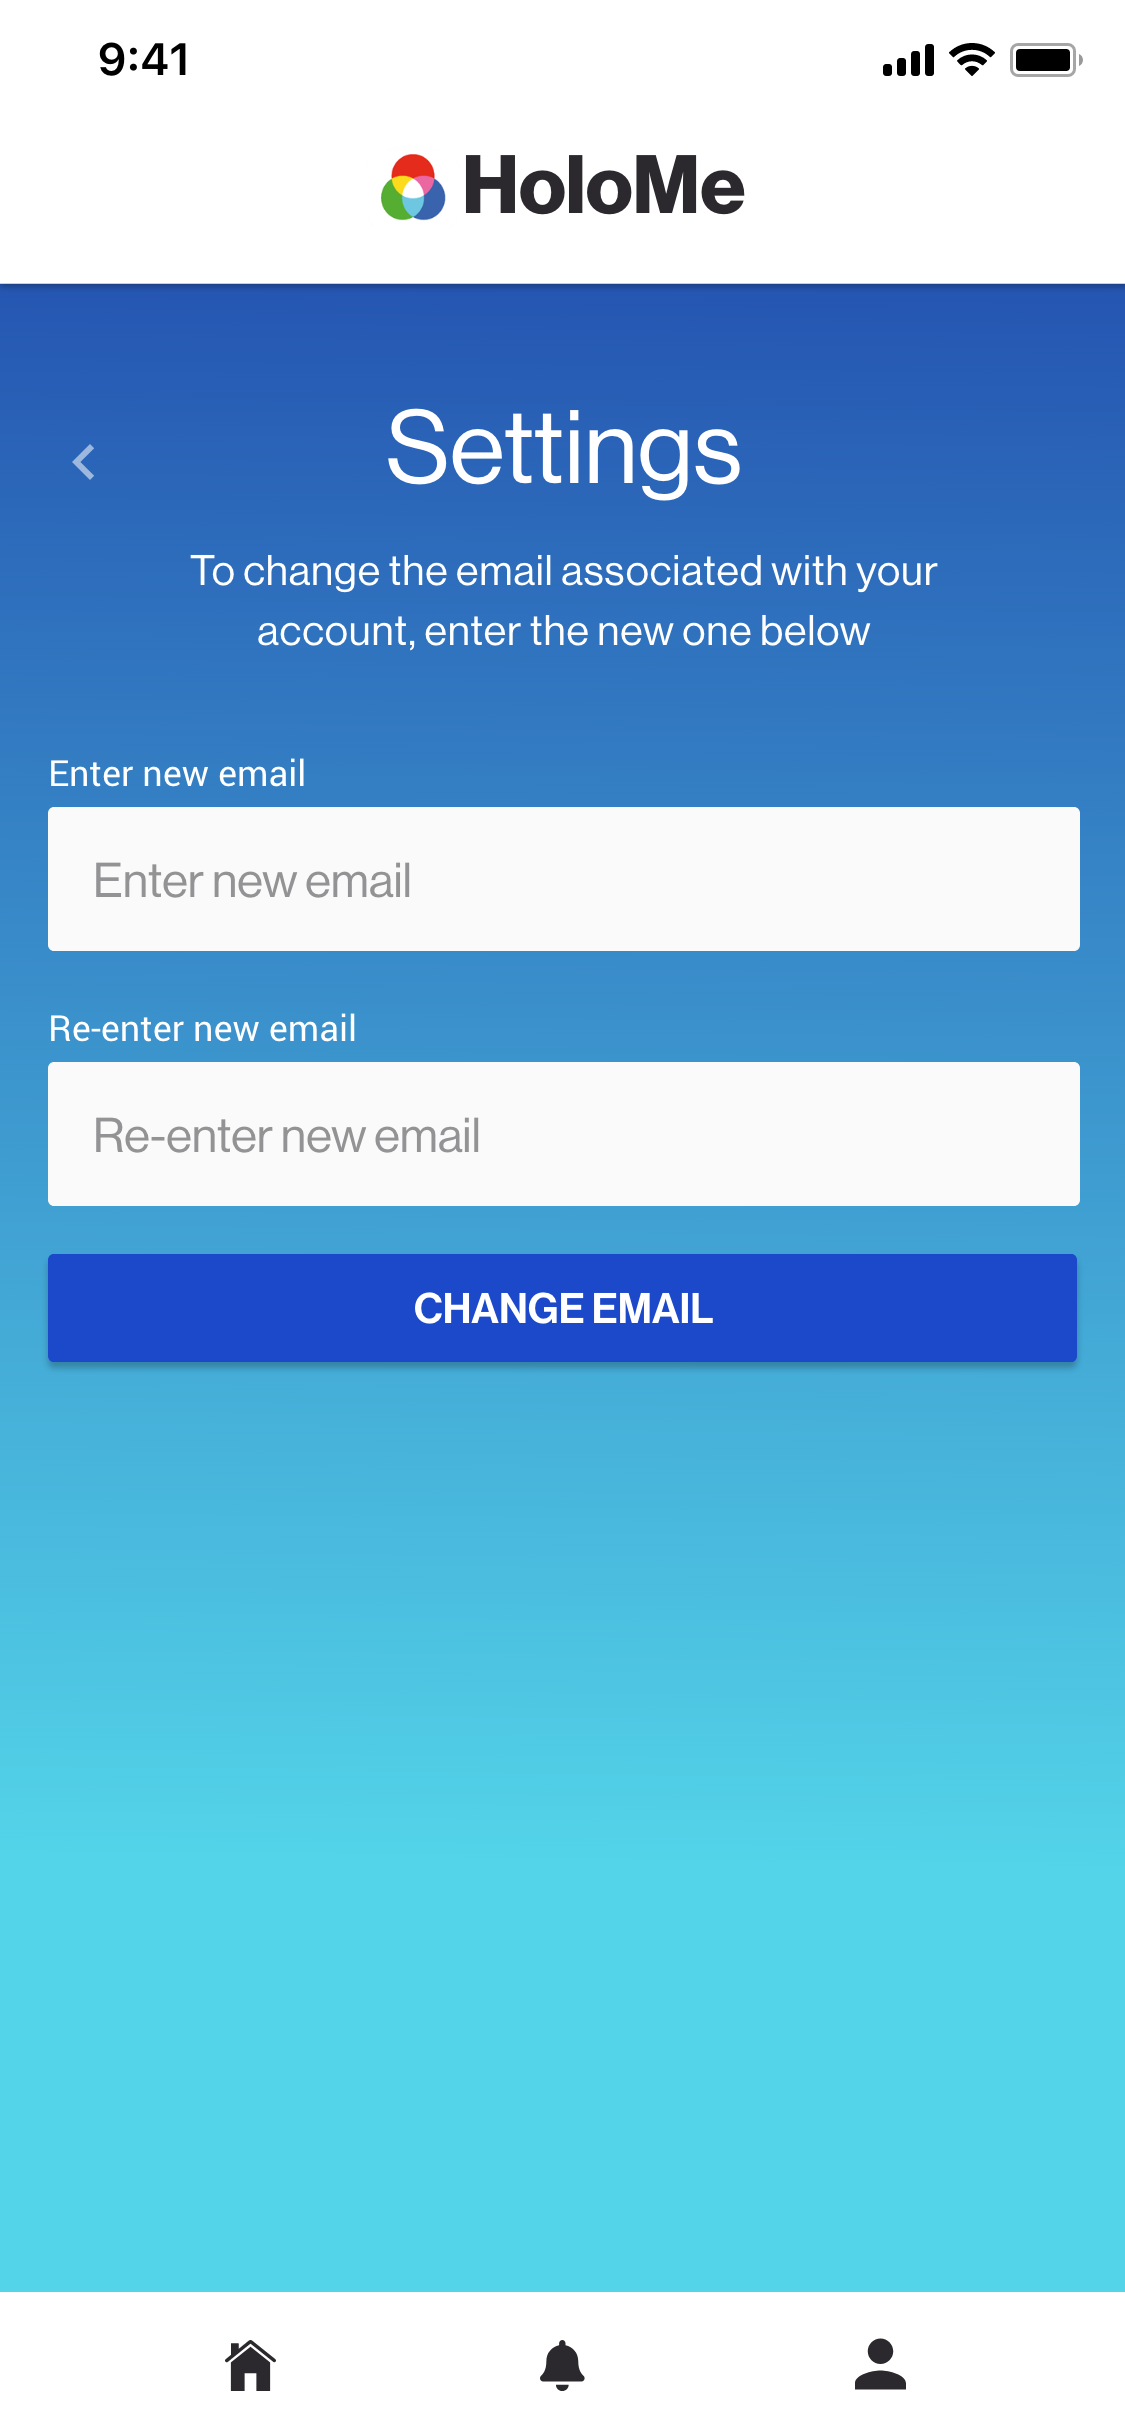 9:41
HoloMe
Settings
To change the email associated with your
account, enter the new one below
Enter new email
Enter new email
Re-enter new email
Re-enter new email
CHANGE EMAIL